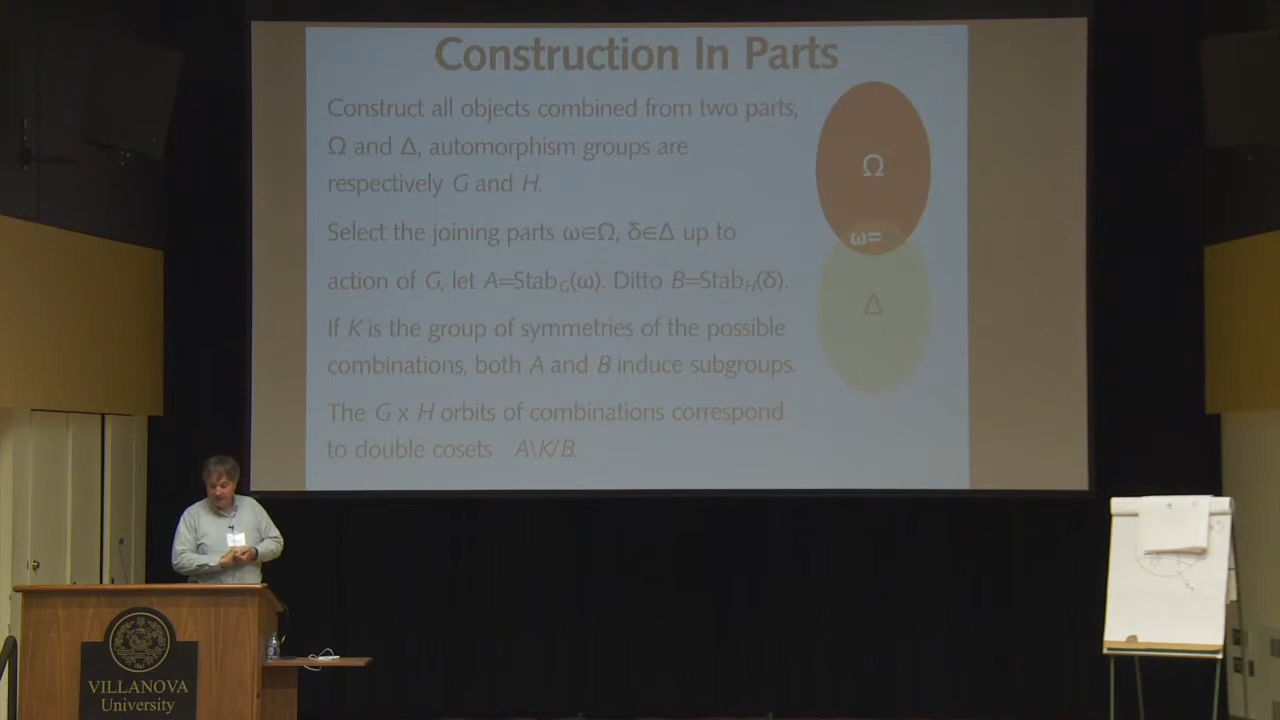 Construction In Parts
Construct all objects combined from two parts,
Ω and Δ, automorphism groups are
respectively G and H.
Select the joining parts ω∈Ω, δ∈Δ up to
action of G, let A=Stab_G(ω). Ditto B=Stab_H(δ).
If K is the group of symmetries of the possible
combinations, both A and B induce subgroups.
The G x H orbits of combinations correspond
to double cosets A\K/B.
Ω
ω=
Δ
VILLANOVA
University